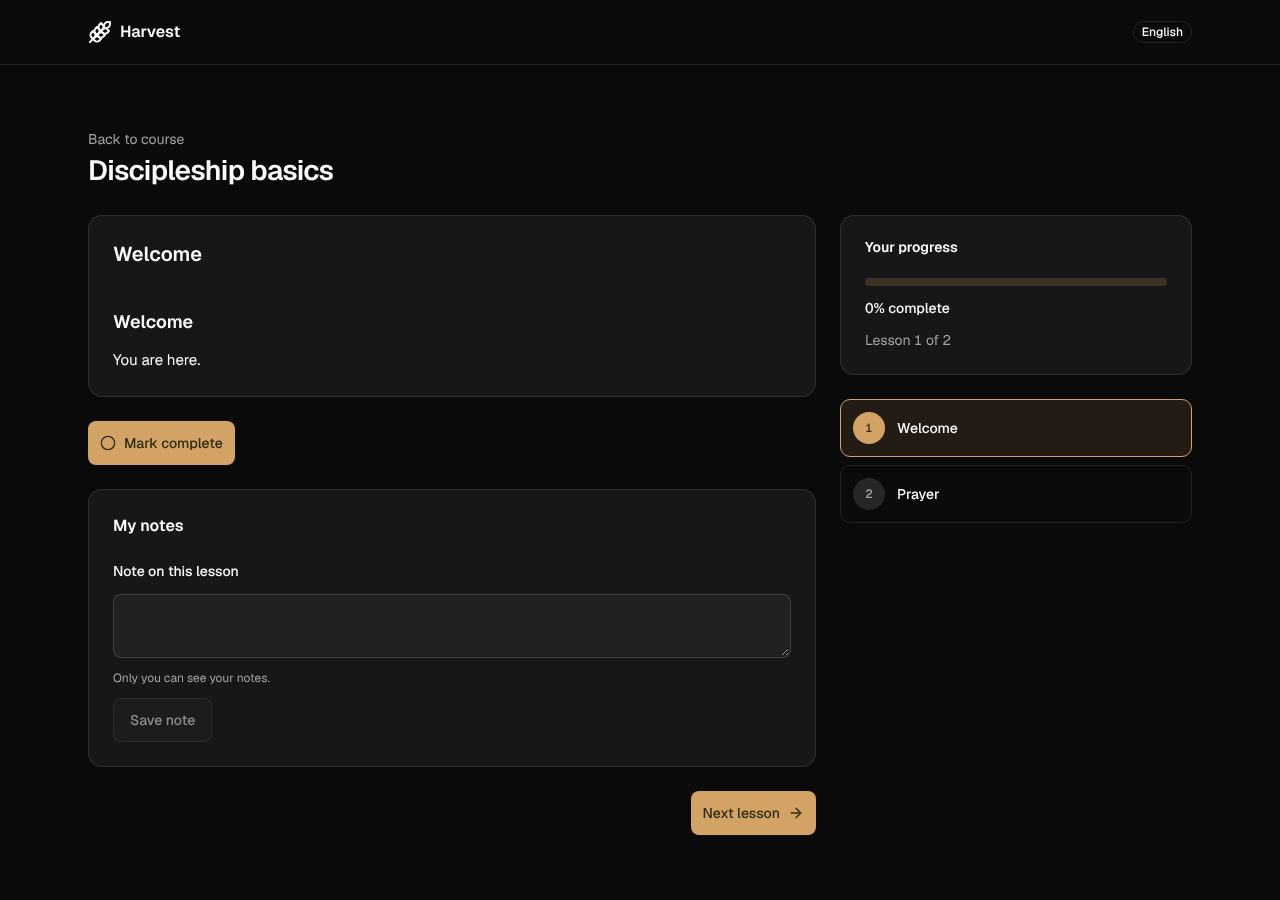 Harvest
English
Back to course
Discipleship basics
Welcome
Welcome
You are here.
Mark complete
My notes
Note on this lesson
Only you can see your notes.
Save note
Next lesson
Your progress
0% complete
Lesson 1 of 2
1 Welcome
2 Prayer